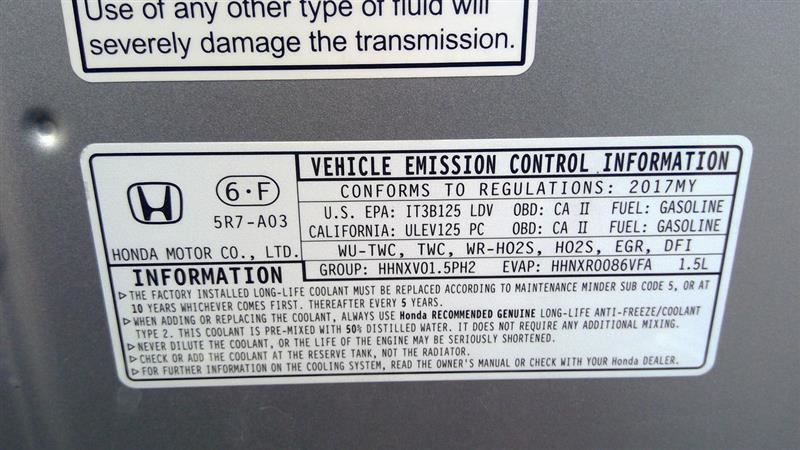 Use of any other type of fluid will
severely damage the transmission.
6·F
5R7-A03
HONDA MOTOR CO., LTD.
VEHICLE EMISSION CONTROL INFORMATION
CONFORMS TO REGULATIONS: 2017MY
U.S. EPA: IT3B125 LDV OBD: CA II FUEL: GASOLINE
CALIFORNIA: ULEV125 PC OBD: CA II FUEL: GASOLINE
WU-TWC, TWC, WR-HO2S, HO2S, EGR, DFI
GROUP: HHNXV01.5PH2 EVAP: HHNXR0086VFA 1.5L
INFORMATION
▷THE FACTORY INSTALLED LONG-LIFE COOLANT MUST BE REPLACED ACCORDING TO MAINTENANCE MINDER SUB CODE 5, OR AT
10 YEARS WHICHEVER COMES FIRST. THEREAFTER EVERY 5 YEARS.
▷WHEN ADDING OR REPLACING THE COOLANT, ALWAYS USE Honda RECOMMENDED GENUINE LONG-LIFE ANTI-FREEZE/COOLANT
TYPE 2. THIS COOLANT IS PRE-MIXED WITH 50% DISTILLED WATER. IT DOES NOT REQUIRE ANY ADDITIONAL MIXING.
▷NEVER DILUTE THE COOLANT, OR THE LIFE OF THE ENGINE MAY BE SERIOUSLY SHORTENED.
▷CHECK OR ADD THE COOLANT AT THE RESERVE TANK, NOT THE RADIATOR.
▷FOR FURTHER INFORMATION ON THE COOLING SYSTEM, READ THE OWNER'S MANUAL OR CHECK WITH YOUR Honda DEALER.